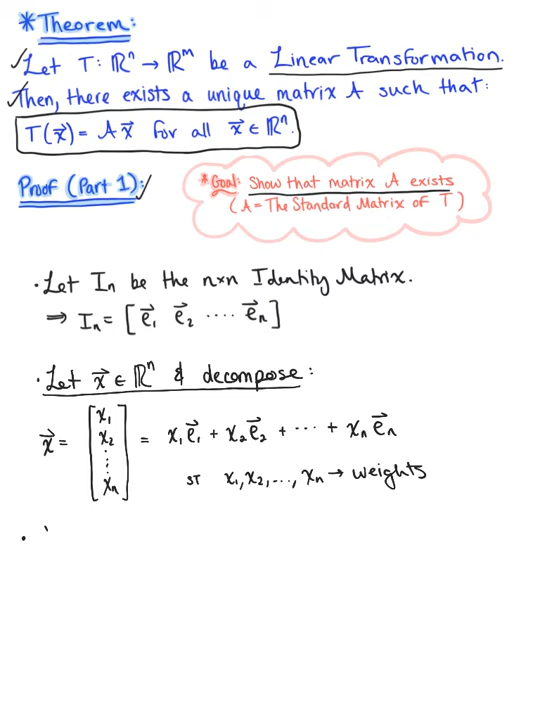 *Theorem:
Let T: ℝⁿ → ℝᵐ be a Linear Transformation.
Then, there exists a unique matrix A such that:
T(x⃗) = Ax⃗ for all x⃗ ∈ ℝⁿ.
Proof (Part 1):
*Goal: Show that matrix A exists
(A = The Standard Matrix of T)
· Let Iₙ be the n×n Identity Matrix.
⇒ Iₙ = [e⃗₁ e⃗₂ ···· e⃗ₙ]
· Let x⃗ ∈ ℝⁿ & decompose:
x⃗ = [x₁ x₂ ⋮ xₙ] = x₁e⃗₁ + x₂e⃗₂ + ··· + xₙe⃗ₙ
ST x₁, x₂, ..., xₙ → weights